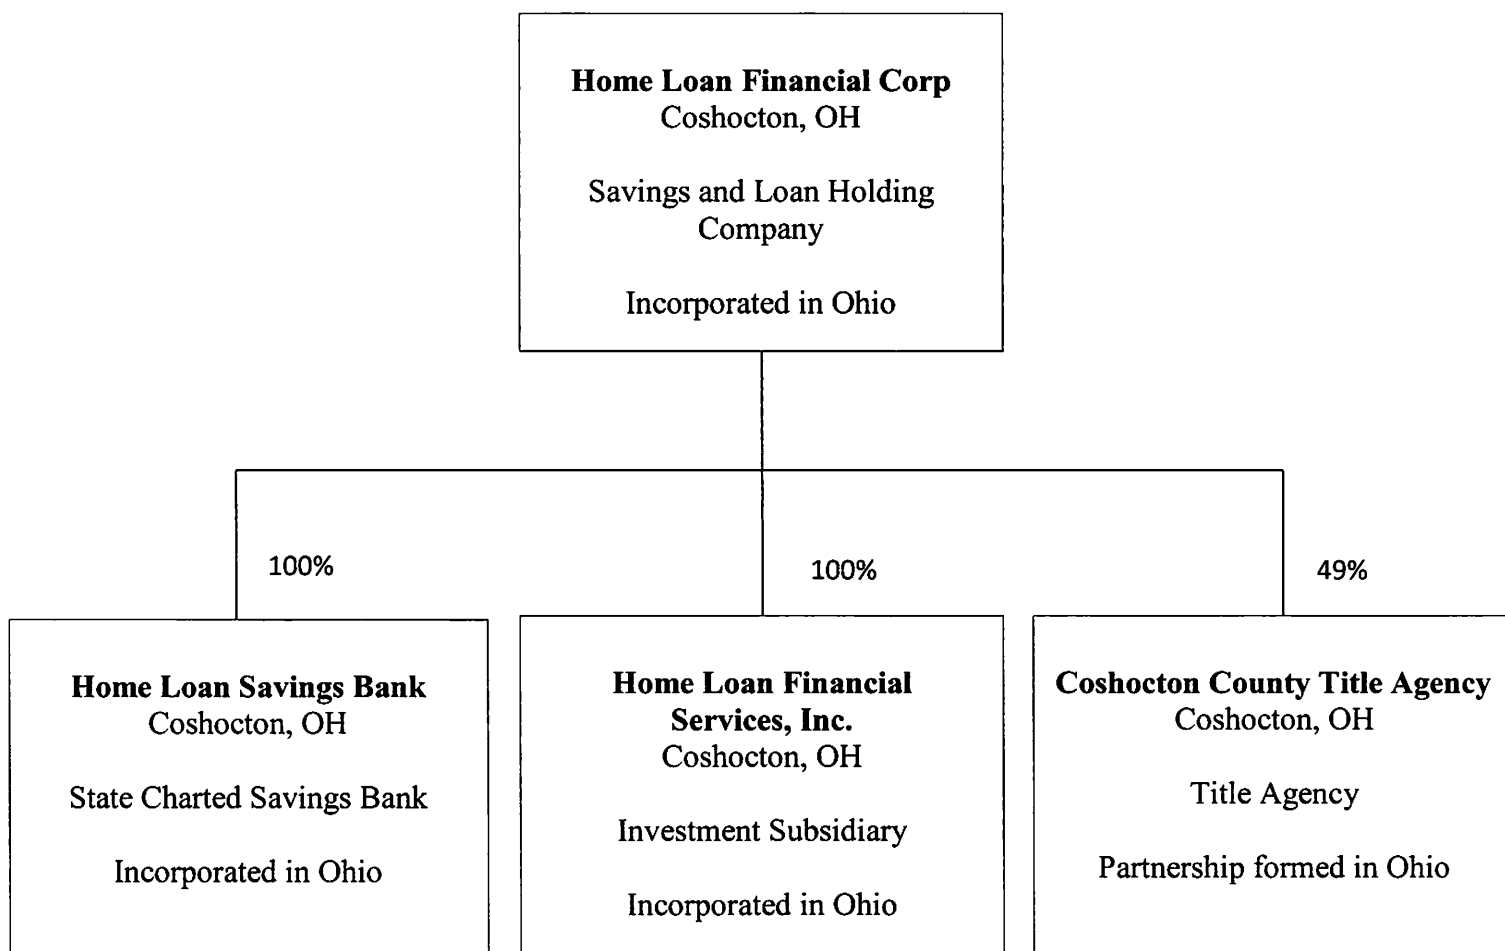 Home Loan Financial Corp
Coshocton, OH
Savings and Loan Holding
Company
Incorporated in Ohio
100%
100%
49%
Home Loan Savings Bank
Coshocton, OH
State Charted Savings Bank
Incorporated in Ohio
Home Loan Financial
Services, Inc.
Coshocton, OH
Investment Subsidiary
Incorporated in Ohio
Coshocton County Title Agency
Coshocton, OH
Title Agency
Partnership formed in Ohio